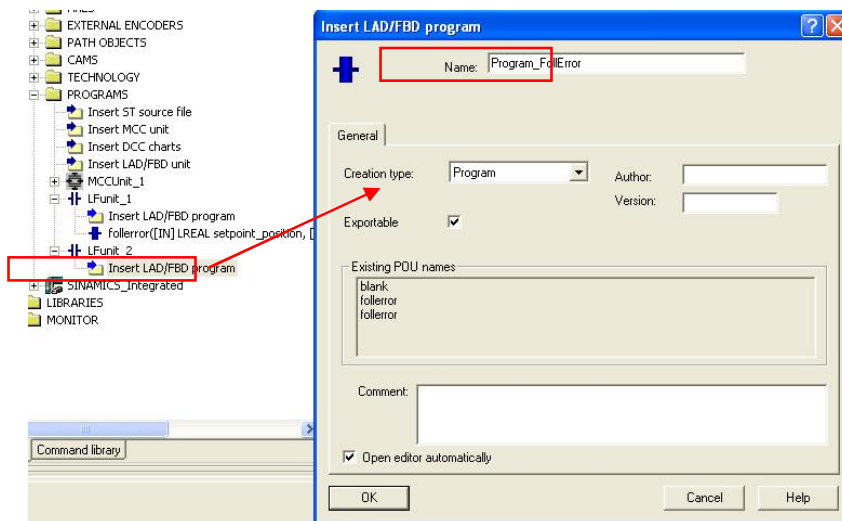 EXTERNAL ENCODERS
PATH OBJECTS
CAMS
TECHNOLOGY
PROGRAMS
Insert ST source file
Insert MCC unit
Insert DCC charts
Insert LAD/FBD unit
MCCUnit_1
LFunit_1
Insert LAD/FBD program
follerror([IN] LREAL setpoint_position, [
LFunit_2
Insert LAD/FBD program
SINAMICS_Integrated
LIBRARIES
MONITOR
Command library
Insert LAD/FBD program
Name: Program_FollError
General
Creation type: Program
Author:
Version:
Exportable
Existing POU names
blank
follerror
follerror
Comment:
Open editor automatically
OK Cancel Help